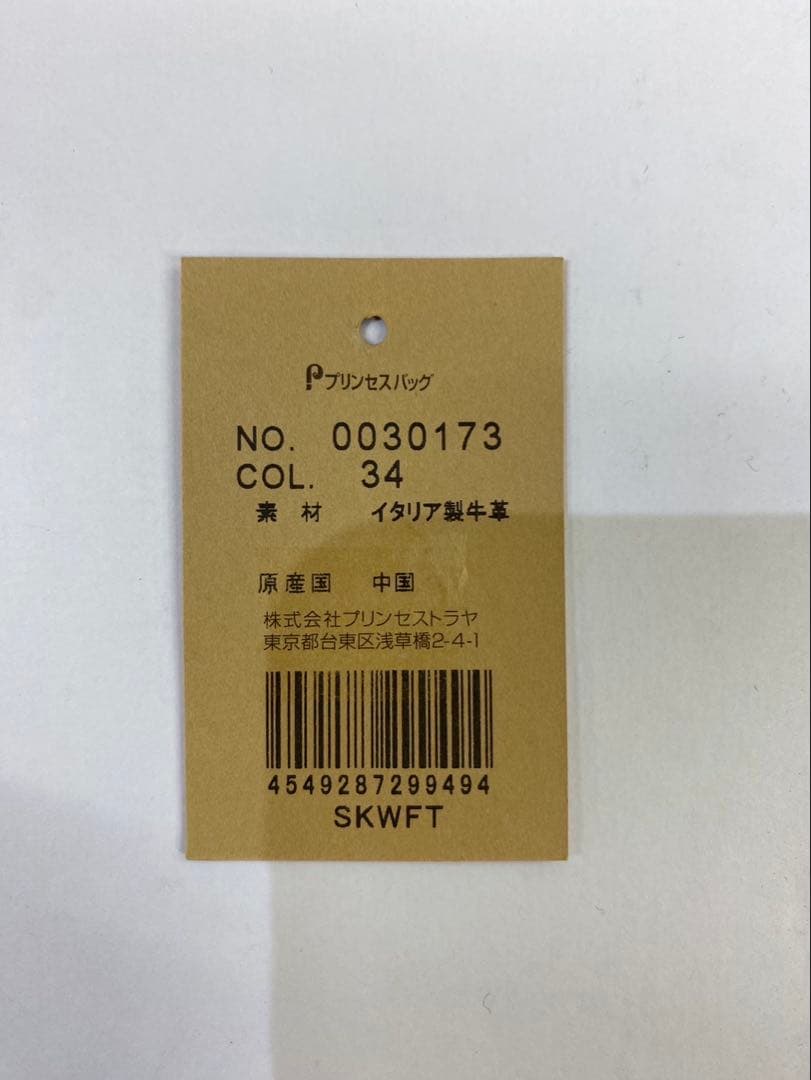 プリンセスバッグ
NO. 0030173
COL. 34
素材 イタリア製牛革
原産国 中国
株式会社プリンセストラヤ
東京都台東区浅草橋2-4-1
4549287299494
SKWFT